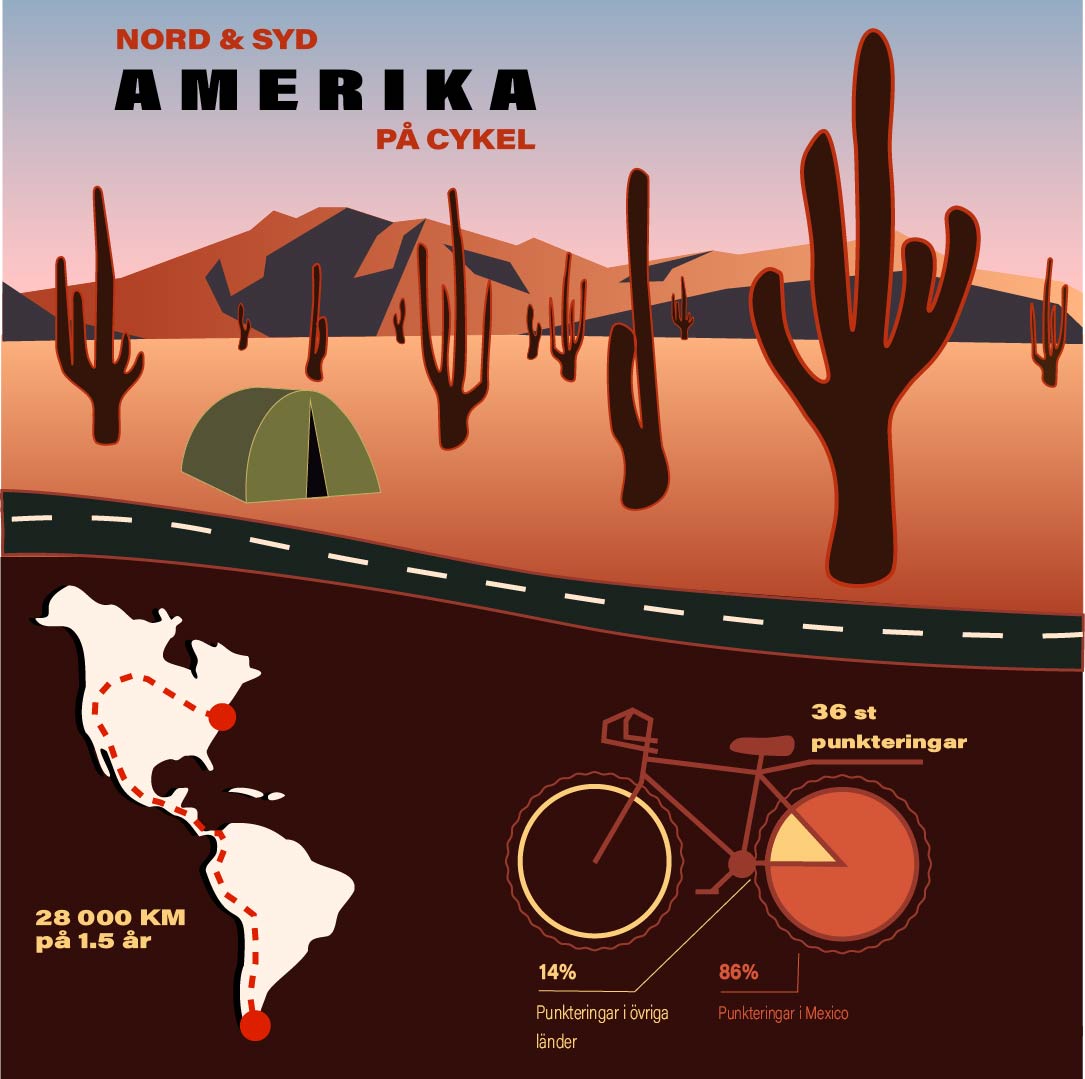 NORD & SYD
AMERIKA
PÅ CYKEL
36 st
punkteringar
28 000 KM
på 1.5 år
14%
Punkteringar i övriga
länder
86%
Punkteringar i Mexico